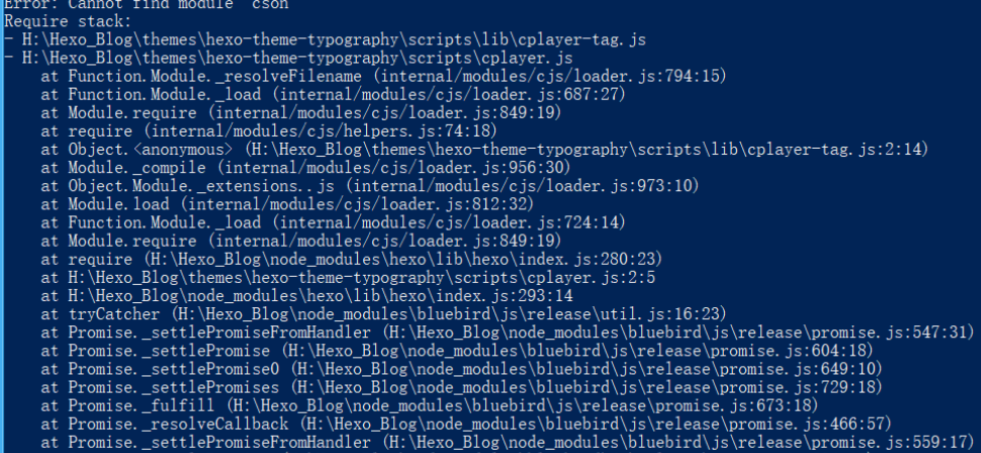 Error: Cannot find module 'cson'
Require stack:
- H:\Hexo_Blog\themes\hexo-theme-typography\scripts\lib\cplayer-tag.js
- H:\Hexo_Blog\themes\hexo-theme-typography\scripts\cplayer.js
at Function.Module._resolveFilename (internal/modules/cjs/loader.js:794:15)
at Function.Module._load (internal/modules/cjs/loader.js:687:27)
at Module.require (internal/modules/cjs/loader.js:849:19)
at require (internal/modules/cjs/helpers.js:74:18)
at Object.<anonymous> (H:\Hexo_Blog\themes\hexo-theme-typography\scripts\lib\cplayer-tag.js:2:14)
at Module._compile (internal/modules/cjs/loader.js:956:30)
at Object.Module._extensions..js (internal/modules/cjs/loader.js:973:10)
at Module.load (internal/modules/cjs/loader.js:812:32)
at Function.Module._load (internal/modules/cjs/loader.js:724:14)
at Module.require (internal/modules/cjs/loader.js:849:19)
at require (H:\Hexo_Blog\node_modules\hexo\lib\hexo\index.js:280:23)
at H:\Hexo_Blog\themes\hexo-theme-typography\scripts\cplayer.js:2:5
at H:\Hexo_Blog\node_modules\hexo\lib\hexo\index.js:293:14
at tryCatcher (H:\Hexo_Blog\node_modules\bluebird\js\release\util.js:16:23)
at Promise._settlePromiseFromHandler (H:\Hexo_Blog\node_modules\bluebird\js\release\promise.js:547:31)
at Promise._settlePromise (H:\Hexo_Blog\node_modules\bluebird\js\release\promise.js:604:18)
at Promise._settlePromise0 (H:\Hexo_Blog\node_modules\bluebird\js\release\promise.js:649:10)
at Promise._settlePromises (H:\Hexo_Blog\node_modules\bluebird\js\release\promise.js:729:18)
at Promise._fulfill (H:\Hexo_Blog\node_modules\bluebird\js\release\promise.js:673:18)
at Promise._resolveCallback (H:\Hexo_Blog\node_modules\bluebird\js\release\promise.js:466:57)
at Promise._settlePromiseFromHandler (H:\Hexo_Blog\node_modules\bluebird\js\release\promise.js:559:17)